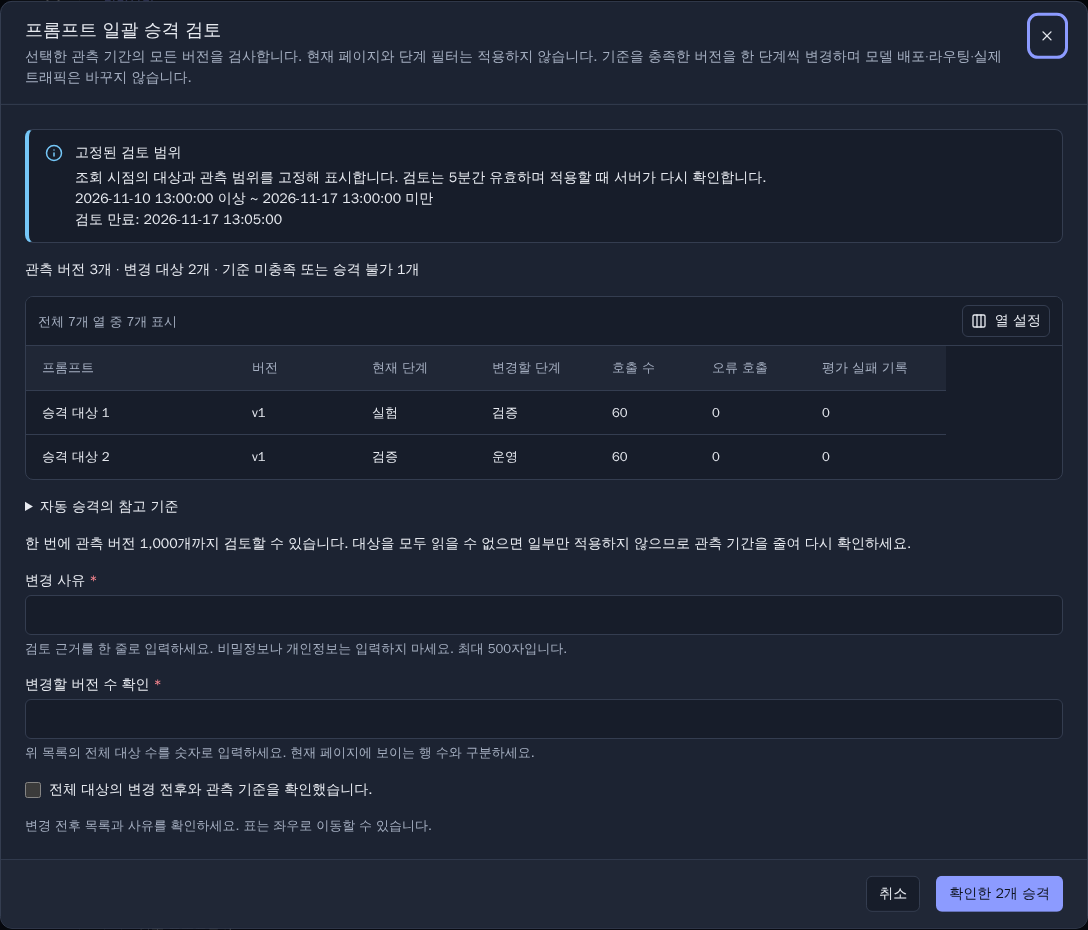 프롬프트 일괄 승격 검토
선택한 관측 기간의 모든 버전을 검사합니다. 현재 페이지와 단계 필터는 적용하지 않습니다. 기준을 충족한 버전을 한 단계씩 변경하며 모델 배포·라우팅·실제
트래픽은 바꾸지 않습니다.
고정된 검토 범위
조회 시점의 대상과 관측 범위를 고정해 표시합니다. 검토는 5분간 유효하며 적용할 때 서버가 다시 확인합니다.
2026-11-10 13:00:00 이상 ~ 2026-11-17 13:00:00 미만
검토 만료: 2026-11-17 13:05:00
관측 버전 3개 · 변경 대상 2개 · 기준 미충족 또는 승격 불가 1개
전체 7개 열 중 7개 표시
열 설정
프롬프트 버전 현재 단계 변경할 단계 호출 수 오류 호출 평가 실패 기록
승격 대상 1 v1 실험 검증 60 0 0
승격 대상 2 v1 검증 운영 60 0 0
자동 승격의 참고 기준
한 번에 관측 버전 1,000개까지 검토할 수 있습니다. 대상을 모두 읽을 수 없으면 일부만 적용하지 않으므로 관측 기간을 줄여 다시 확인하세요.
변경 사유 *
검토 근거를 한 줄로 입력하세요. 비밀정보나 개인정보는 입력하지 마세요. 최대 500자입니다.
변경할 버전 수 확인 *
위 목록의 전체 대상 수를 숫자로 입력하세요. 현재 페이지에 보이는 행 수와 구분하세요.
전체 대상의 변경 전후와 관측 기준을 확인했습니다.
변경 전후 목록과 사유를 확인하세요. 표는 좌우로 이동할 수 있습니다.
취소
확인한 2개 승격